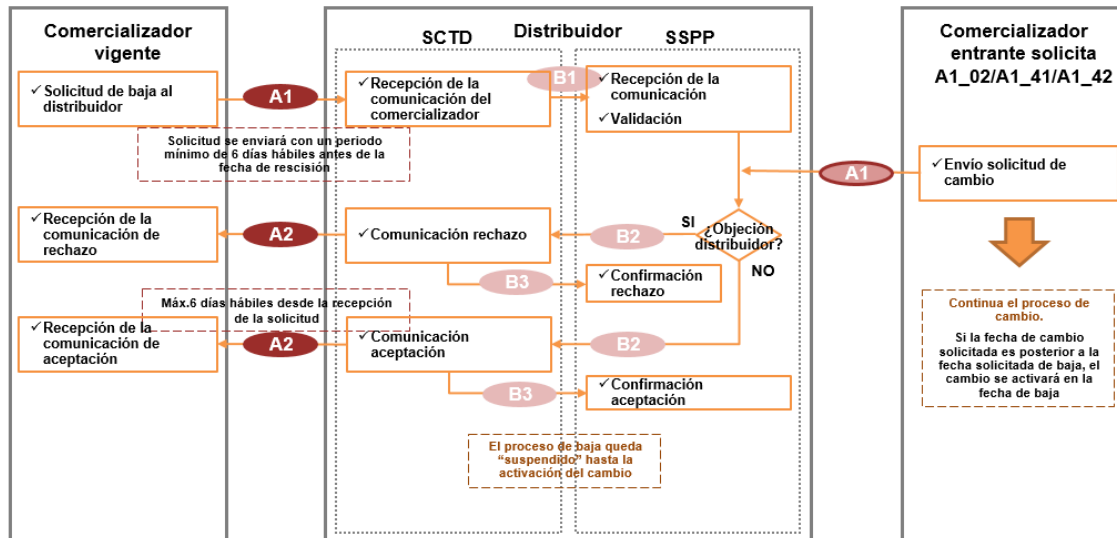 Comercializador
vigente
✓Solicitud de baja al
distribuidor
A1
Solicitud se enviará con un periodo
mínimo de 6 días hábiles antes de la
fecha de rescisión
✓Recepción de la
comunicación de
rechazo
A2
Máx.6 días hábiles desde la recepción
de la solicitud
✓Recepción de la
comunicación de
aceptación
A2
Distribuidor
SCTD
SSPP
✓Recepción de la
comunicación del
comercializador
B1
✓Recepción de la
comunicación
✓Validación
¿Objeción
distribuidor?
SI
NO
B2
✓Comunicación rechazo
B3
✓Confirmación
rechazo
B2
✓Comunicación
aceptación
B3
✓Confirmación
aceptación
El proceso de baja queda
“suspendido” hasta la
activación del cambio
Comercializador
entrante solicita
A1_02/A1_41/A1_42
A1
✓Envío solicitud de
cambio
Continua el proceso de
cambio.
Si la fecha de cambio
solicitada es posterior a la
fecha solicitada de baja, el
cambio se activará en la
fecha de baja